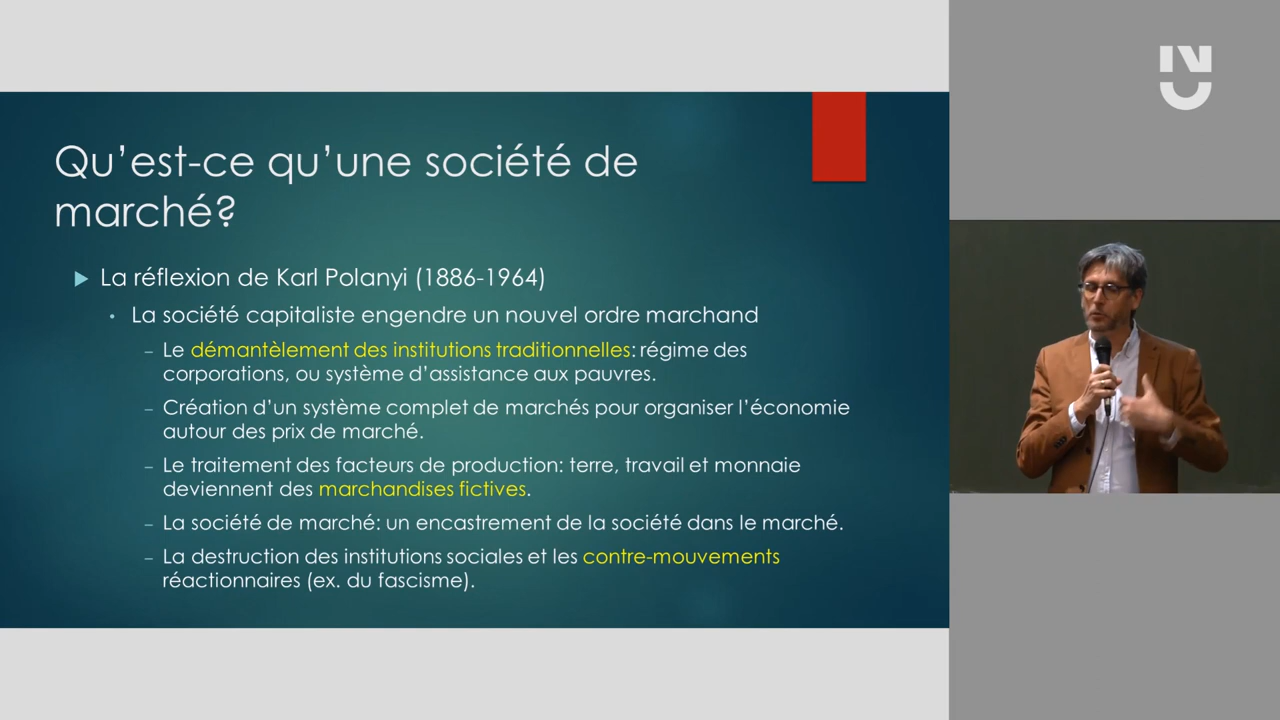 Qu'est-ce qu'une société de
marché?
La réflexion de Karl Polanyi (1886-1964)
La société capitaliste engendre un nouvel ordre marchand
Le démantèlement des institutions traditionnelles: régime des
corporations, ou système d'assistance aux pauvres.
Création d'un système complet de marchés pour organiser l'économie
autour des prix de marché.
Le traitement des facteurs de production: terre, travail et monnaie
deviennent des marchandises fictives.
La société de marché: un encastrement de la société dans le marché.
La destruction des institutions sociales et les contre-mouvements
réactionnaires (ex. du fascisme).